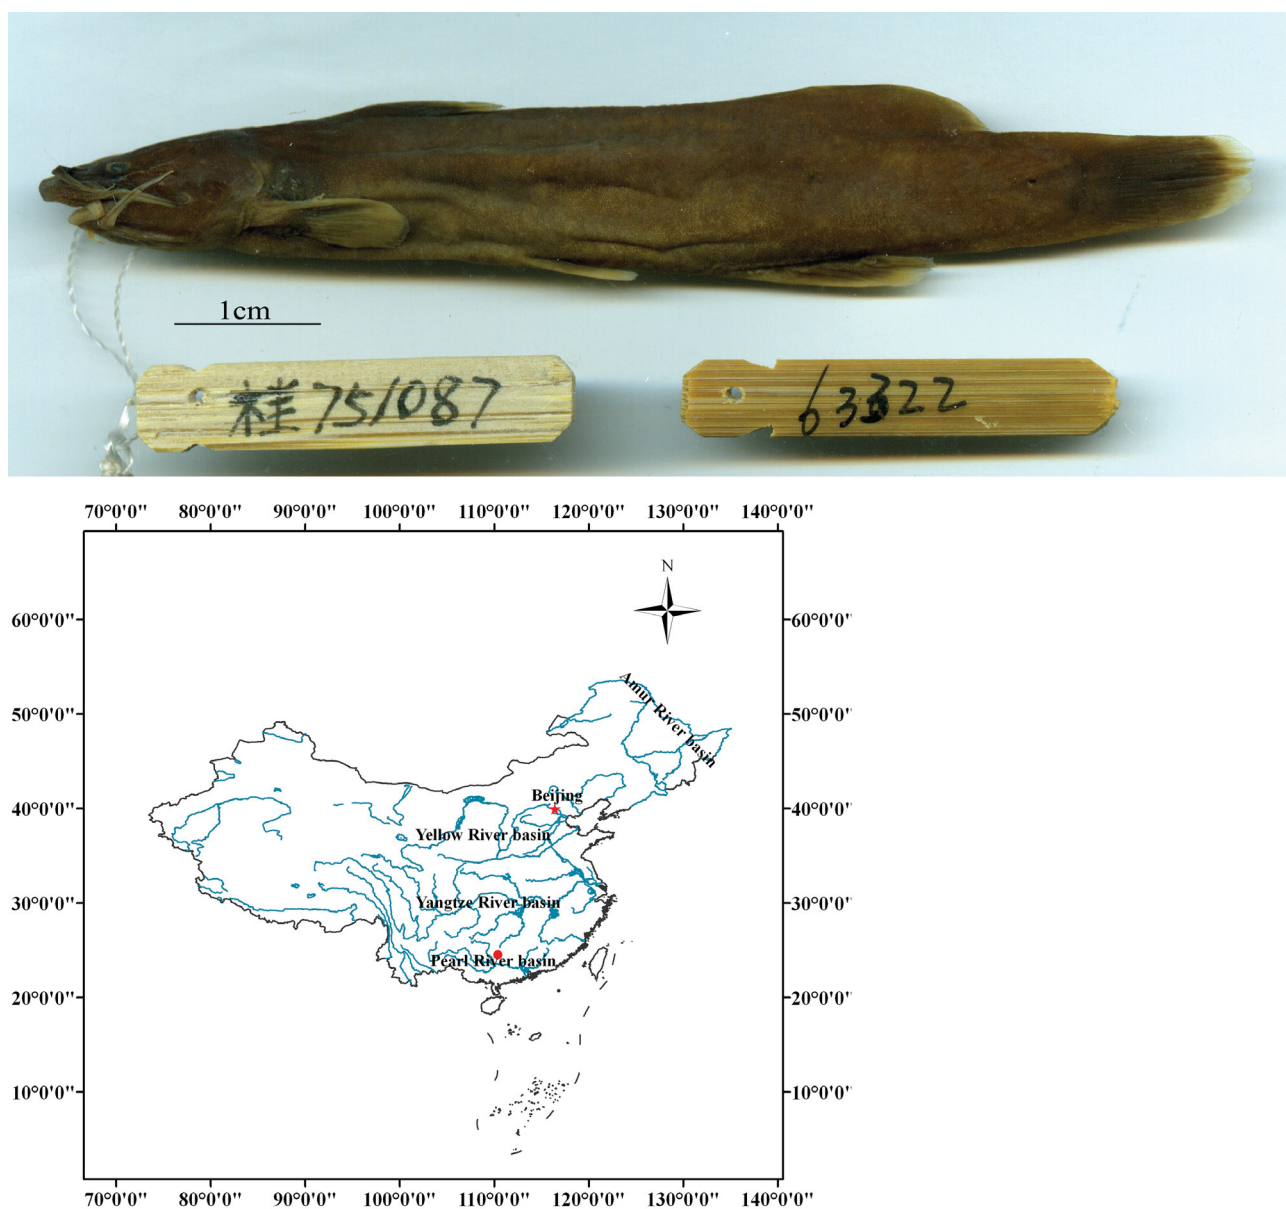 1cm
桂751087
63322
70°0'0" 80°0'0" 90°0'0" 100°0'0" 110°0'0" 120°0'0" 130°0'0" 140°0'0"
N
60°0'0" 60°0'0"
Amur River basin
50°0'0" 50°0'0"
Beijing
40°0'0" 40°0'0"
Yellow River basin
30°0'0" 30°0'0"
Yangtze River basin
Pearl River basin
20°0'0" 20°0'0"
10°0'0" 10°0'0"
70°0'0" 80°0'0" 90°0'0" 100°0'0" 110°0'0" 120°0'0" 130°0'0" 140°0'0"